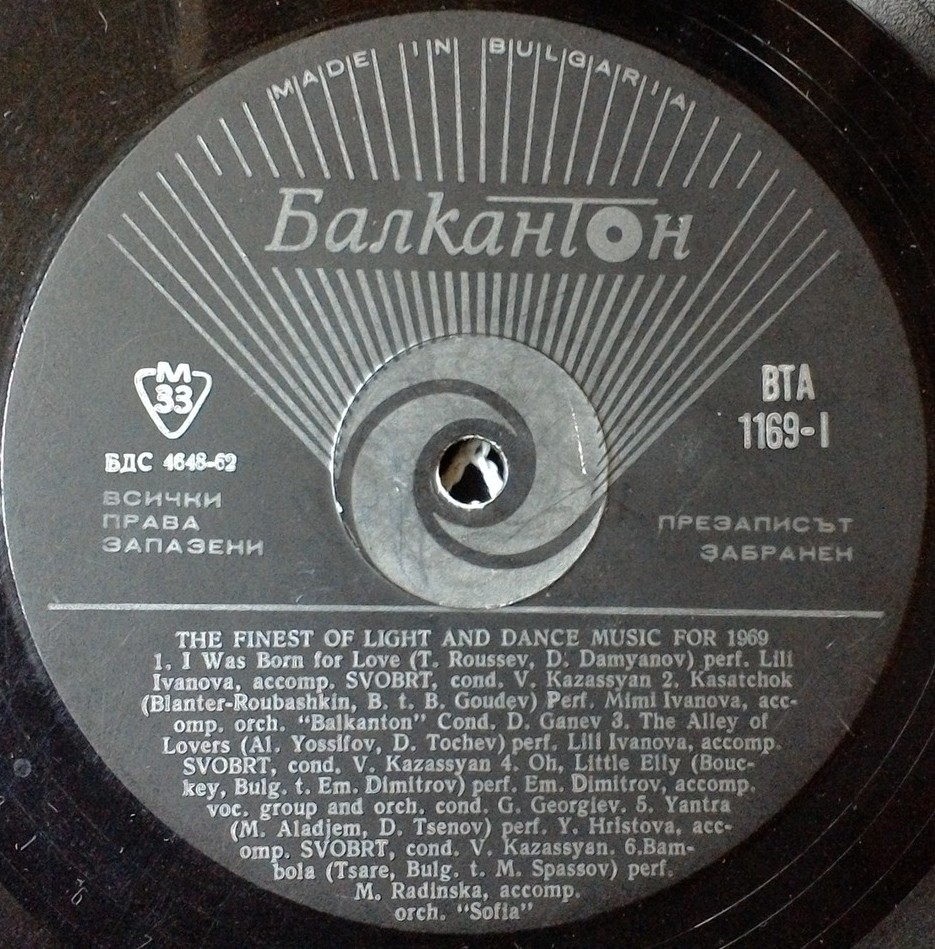 MADE IN BULGARIA
Балкантон
М
33
БДС 4648-62
ВСИЧКИ
ПРАВА
ЗАПАЗЕНИ
ВТА
1169-I
ПРЕЗАПИСЪТ
ЗАБРАНЕН
THE FINEST OF LIGHT AND DANCE MUSIC FOR 1969
1. I Was Born for Love (T. Roussev, D. Damyanov) perf. Lili
Ivanova, accomp. SVOBRT, cond. V. Kazassyan 2. Kasatchok
(Blanter-Roubashkin, B. t. B. Goudev) Perf. Mimi Ivanova, acc-
omp. orch. "Balkanton" Cond. D. Ganev 3. The Alley of
Lovers (Al. Yossifov, D. Tochev) perf. Lili Ivanova, accomp.
SVOBRT, cond. V. Kazassyan 4. Oh, Little Elly (Bouc-
key, Bulg. t. Em. Dimitrov) perf. Em. Dimitrov, accomp.
voc. group and orch, cond. G. Georgiev. 5. Yantra
(M. Aladjem, D. Tsenov) perf. Y. Hristova, acc-
omp. SVOBRT, cond. V. Kazassyan. 6.Bam-
bola (Tsare, Bulg. t. M. Spassov) perf.
M. Radinska, accomp.
orch. "Sofia"